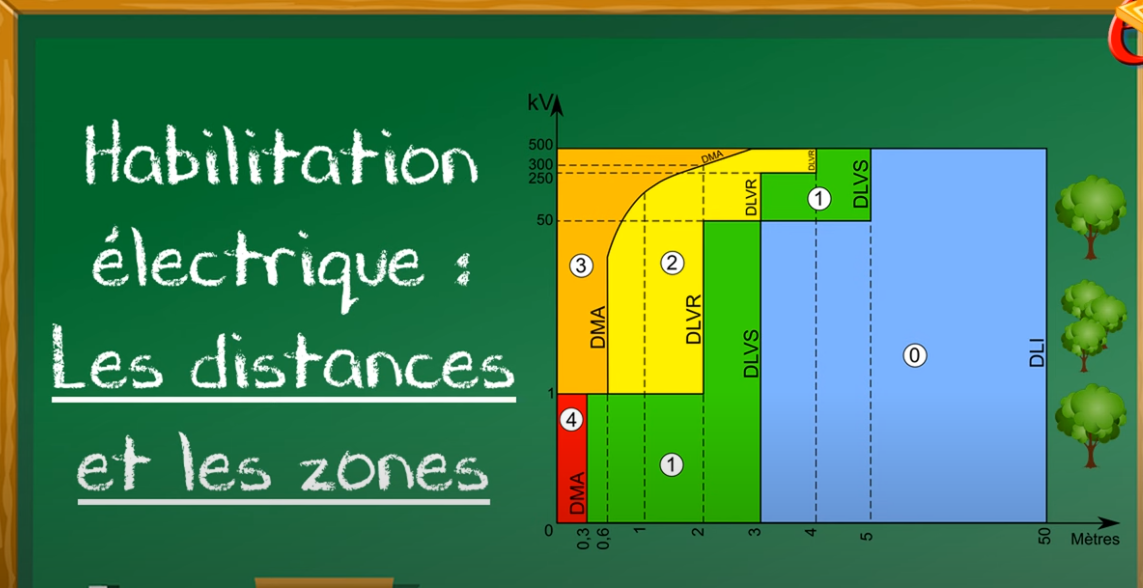 Habilitation
électrique :
Les distances
et les zones
kV
500
300
250
50
1
0
DMA
DLVR
DLVR
DLVS
1
3
2
DMA
DLVR
DLVS
0
DLI
4
1
DMA
0,3
0,6
1
2
3
4
5
50
Mètres